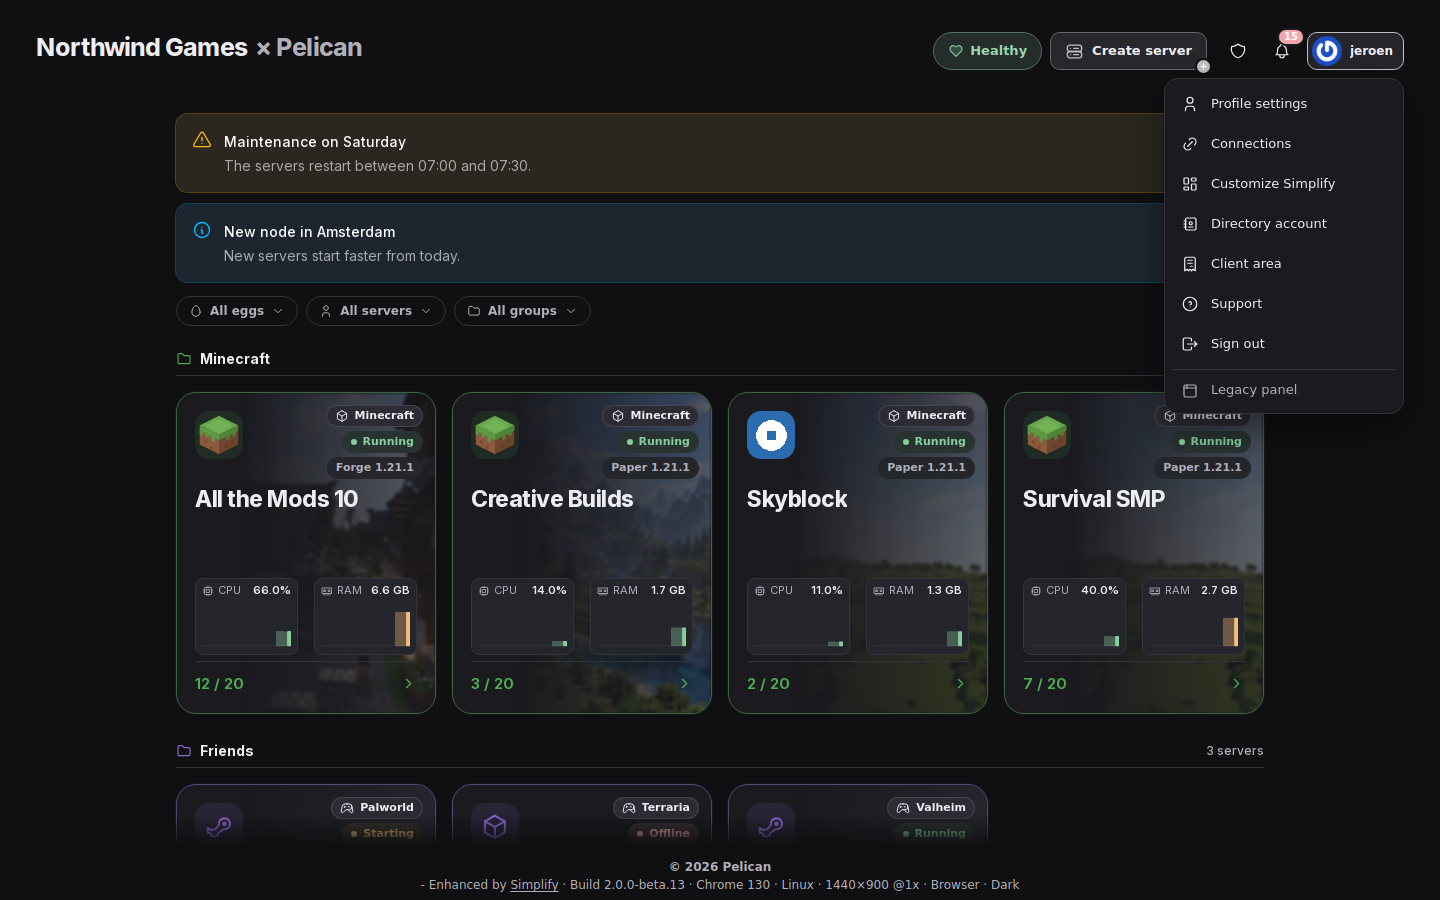 Northwind Games × Pelican
Healthy
Create server
15
jeroen
Profile settings
Connections
Customize Simplify
Directory account
Client area
Support
Sign out
Legacy panel
Maintenance on Saturday
The servers restart between 07:00 and 07:30.
New node in Amsterdam
New servers start faster from today.
All eggs
All servers
All groups
Minecraft
Minecraft
Running
Forge 1.21.1
All the Mods 10
CPU 66.0%
RAM 6.6 GB
12 / 20
Minecraft
Running
Paper 1.21.1
Creative Builds
CPU 14.0%
RAM 1.7 GB
3 / 20
Minecraft
Running
Paper 1.21.1
Skyblock
CPU 11.0%
RAM 1.3 GB
2 / 20
Minecraft
Running
Paper 1.21.1
Survival SMP
CPU 40.0%
RAM 2.7 GB
7 / 20
Friends
3 servers
Palworld
Starting
Terraria
Offline
Valheim
Running
© 2026 Pelican
- Enhanced by Simplify · Build 2.0.0-beta.13 · Chrome 130 · Linux · 1440×900 @1x · Browser · Dark